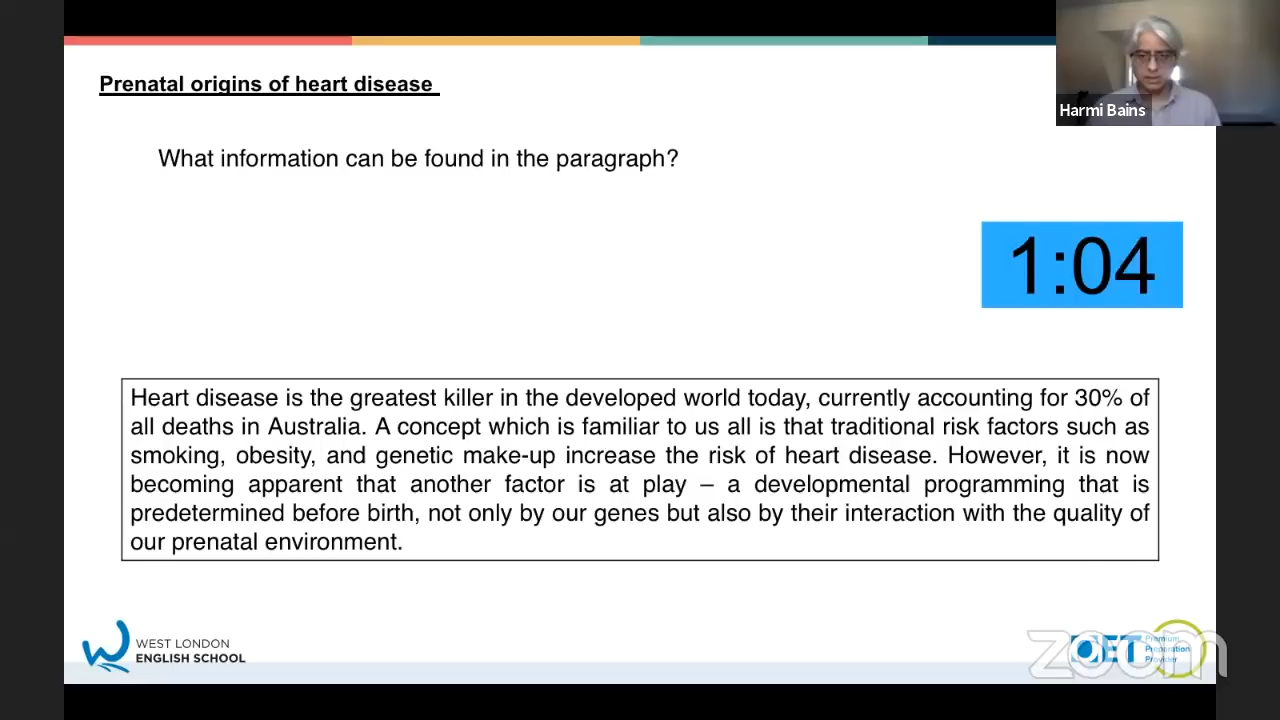 Prenatal origins of heart disease
Harmi Bains
What information can be found in the paragraph?
1:04
Heart disease is the greatest killer in the developed world today, currently accounting for 30% of
all deaths in Australia. A concept which is familiar to us all is that traditional risk factors such as
smoking, obesity, and genetic make-up increase the risk of heart disease. However, it is now
becoming apparent that another factor is at play – a developmental programming that is
predetermined before birth, not only by our genes but also by their interaction with the quality of
our prenatal environment.
WEST LONDON
ENGLISH SCHOOL
OET
Premium
Preparation
Provider
zoom